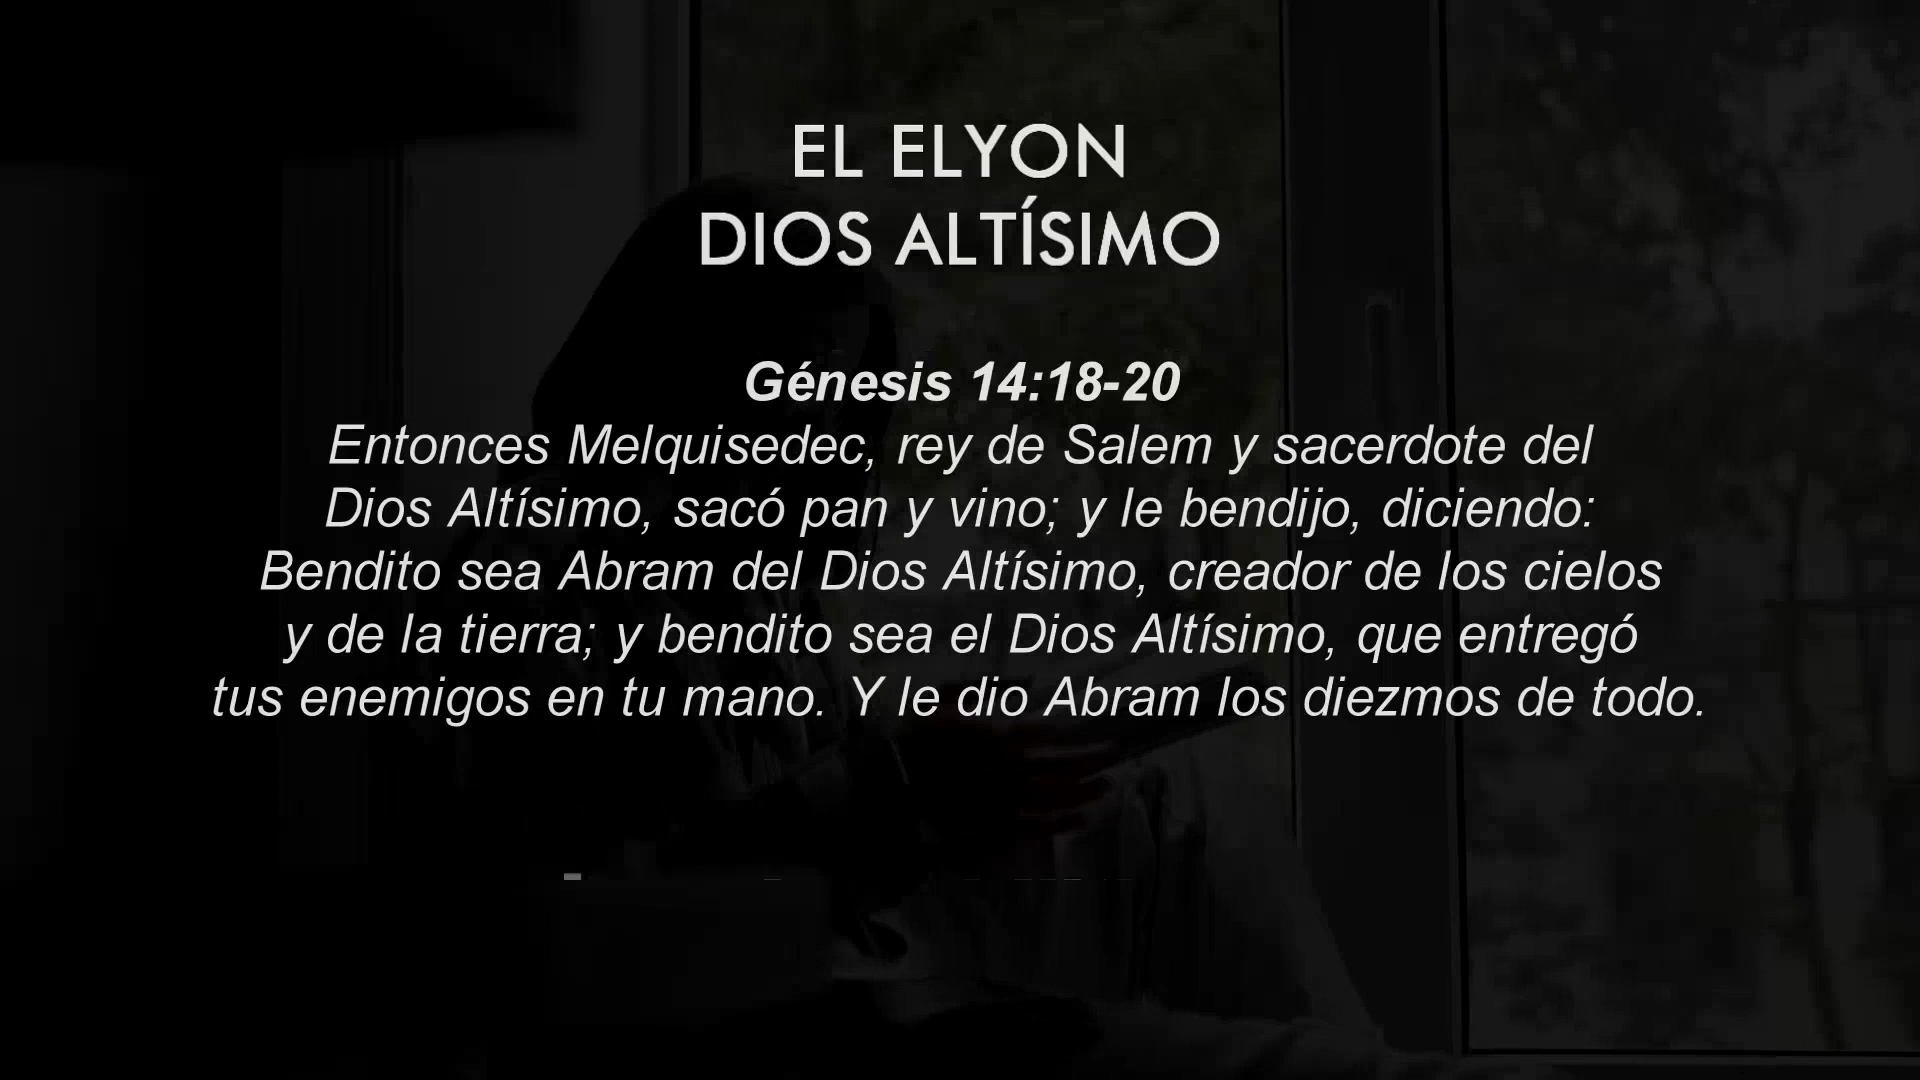 EL ELYON
DIOS ALTÍSIMO
Génesis 14:18-20
Entonces Melquisedec, rey de Salem y sacerdote del
Dios Altísimo, sacó pan y vino; y le bendijo, diciendo:
Bendito sea Abram del Dios Altísimo, creador de los cielos
y de la tierra; y bendito sea el Dios Altísimo, que entregó
tus enemigos en tu mano. Y le dio Abram los diezmos de todo.